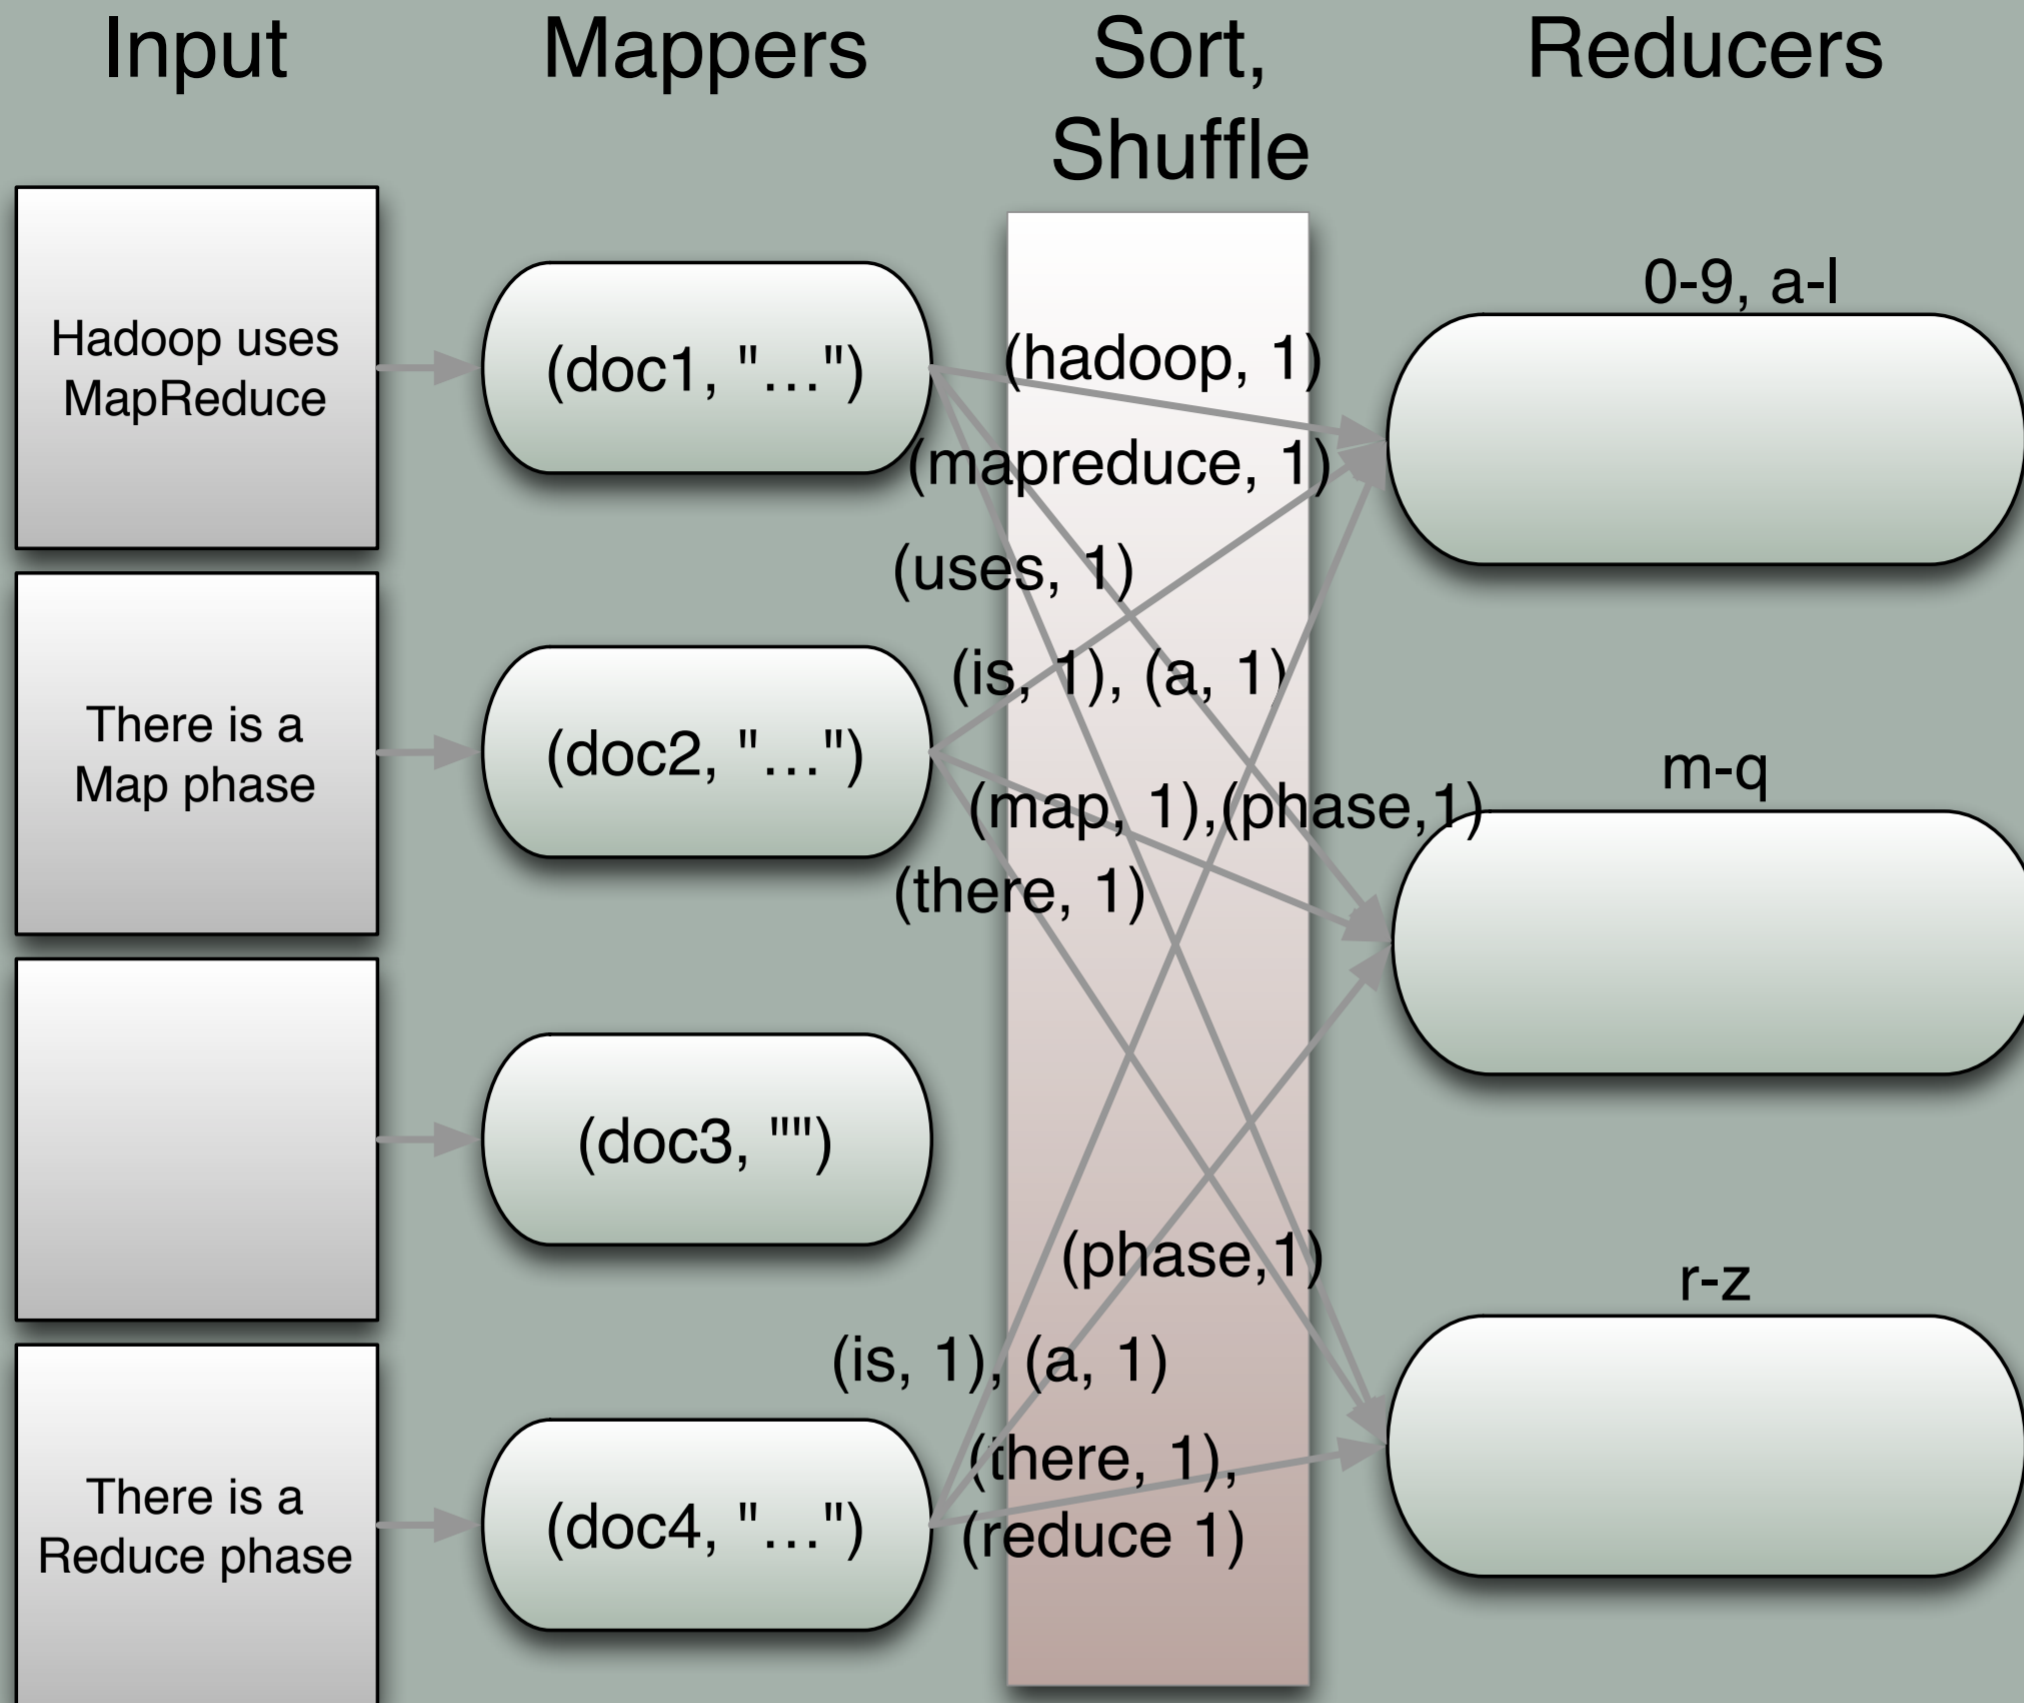 Input
Mappers
Sort,
Shuffle
Reducers
Hadoop uses
MapReduce
There is a
Map phase
There is a
Reduce phase
(doc1, "…")
(doc2, "…")
(doc3, "")
(doc4, "…")
(hadoop, 1)
(mapreduce, 1)
(uses, 1)
(is, 1), (a, 1)
(map, 1),(phase,1)
(there, 1)
(phase,1)
(is, 1), (a, 1)
(there, 1),
(reduce 1)
0-9, a-l
m-q
r-z